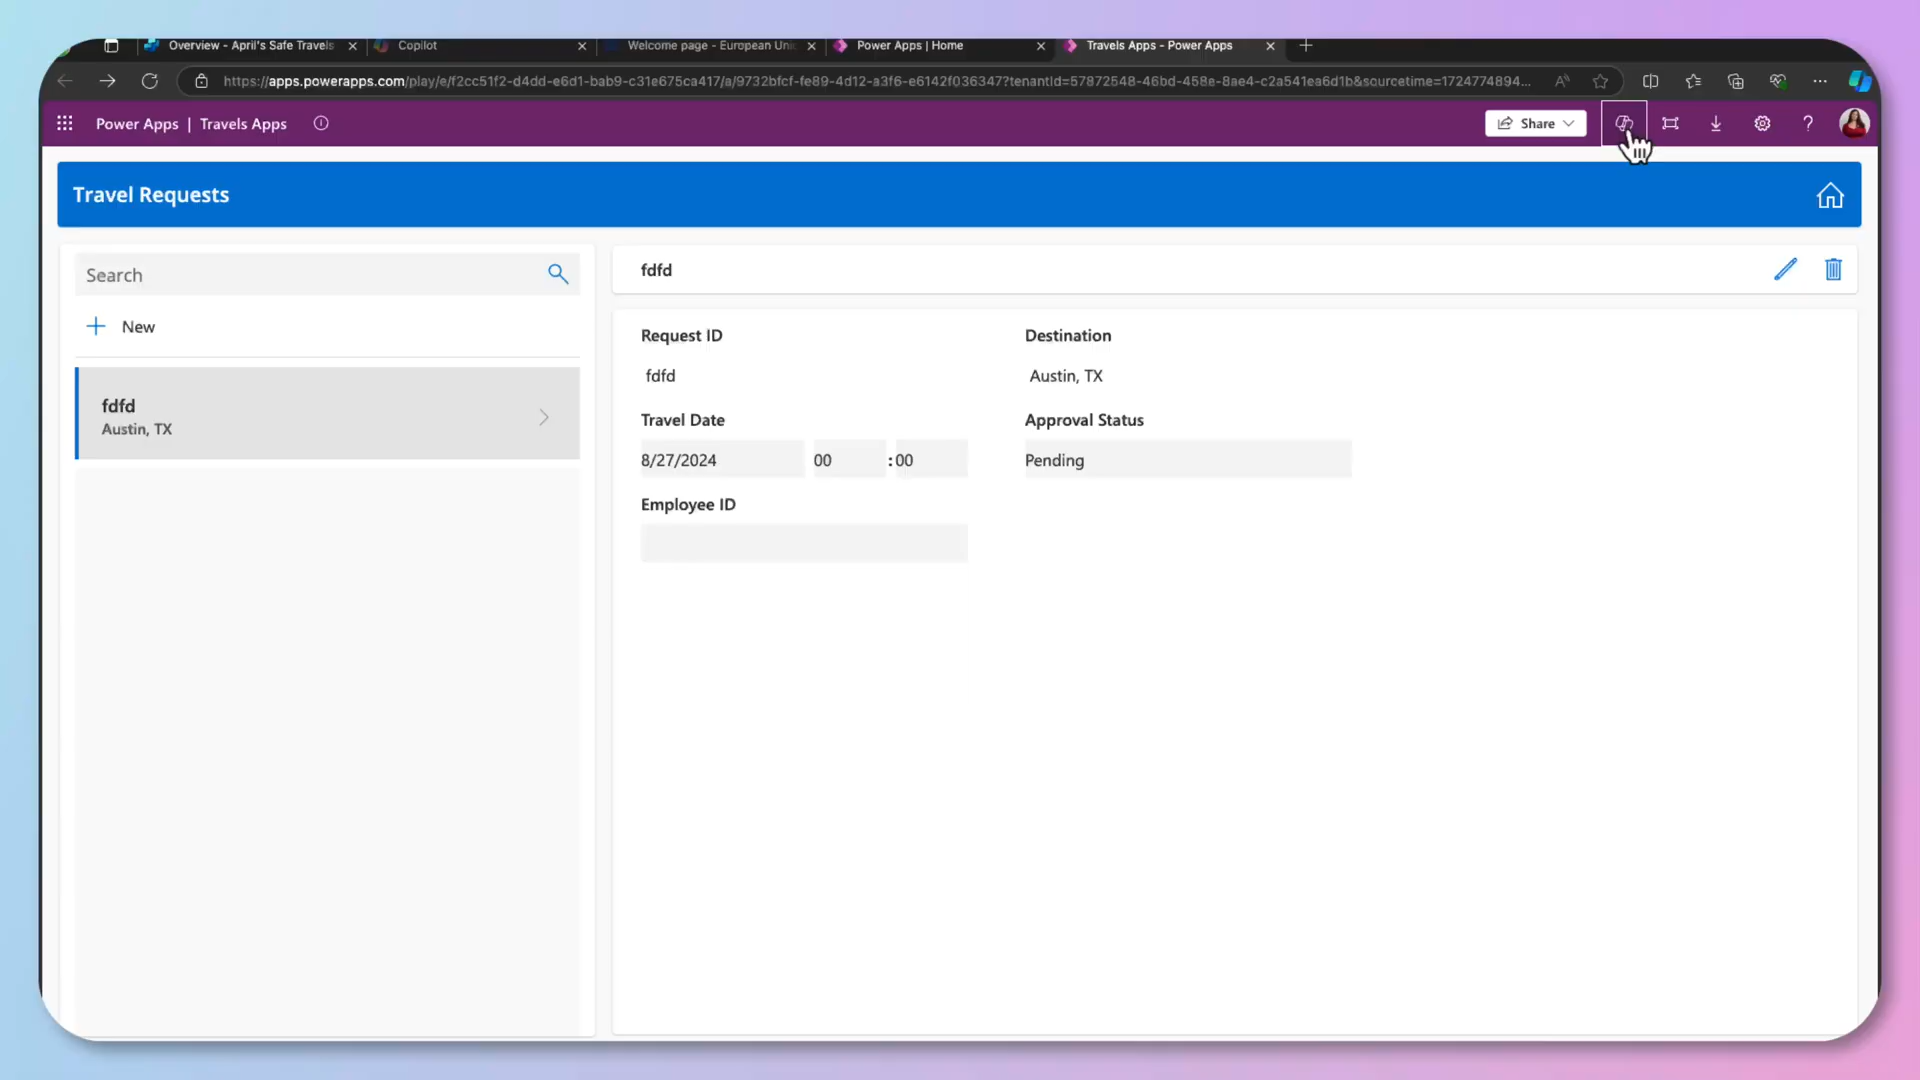 Overview - April's Safe Travels
Copilot
Welcome page - European Uni
Power Apps | Home
Travels Apps - Power Apps
https://apps.powerapps.com/play/e/f2cc51f2-d4dd-e6d1-bab9-c31e675ca417/a/9732bfcf-fe89-4d12-a3f6-e6142f036347?tenantId=57872548-46bd-458e-8ae4-c2a541ea6d1b&sourcetime=1724774894...
Power Apps | Travels Apps
Share
Travel Requests
Search
New
fdfd
Austin, TX
fdfd
Request ID
fdfd
Destination
Austin, TX
Travel Date
8/27/2024 00 :00
Approval Status
Pending
Employee ID